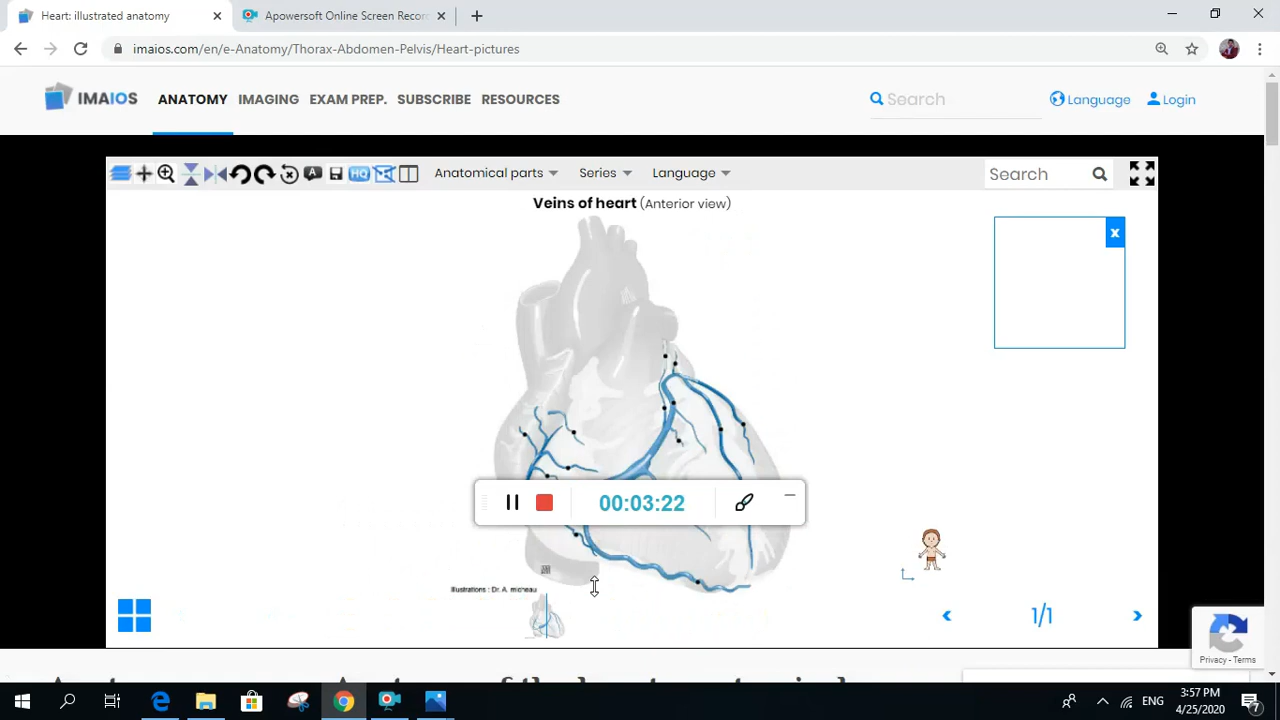 Heart: illustrated anatomy
Apowersoft Online Screen Recor
imaios.com/en/e-Anatomy/Thorax-Abdomen-Pelvis/Heart-pictures
IMAIOS ANATOMY IMAGING EXAM PREP. SUBSCRIBE RESOURCES Search Language Login
A HQ Anatomical parts Series Language Search
Veins of heart (Anterior view)
x
00:03:22
Illustrations : Dr. A. micheau
1/1
Privacy - Terms
ENG
3:57 PM
4/25/2020
7